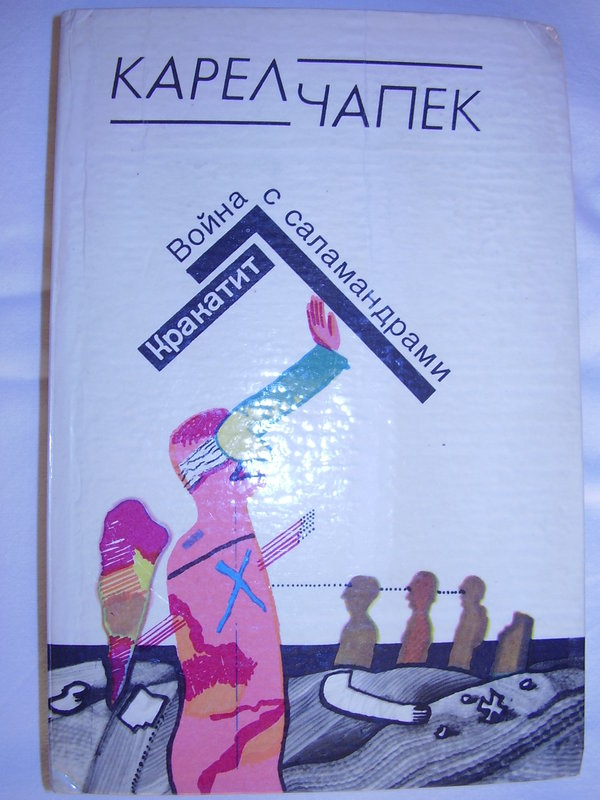 КАРЕЛ
ЧАПЕК
Война с саламандрами
Кракатит